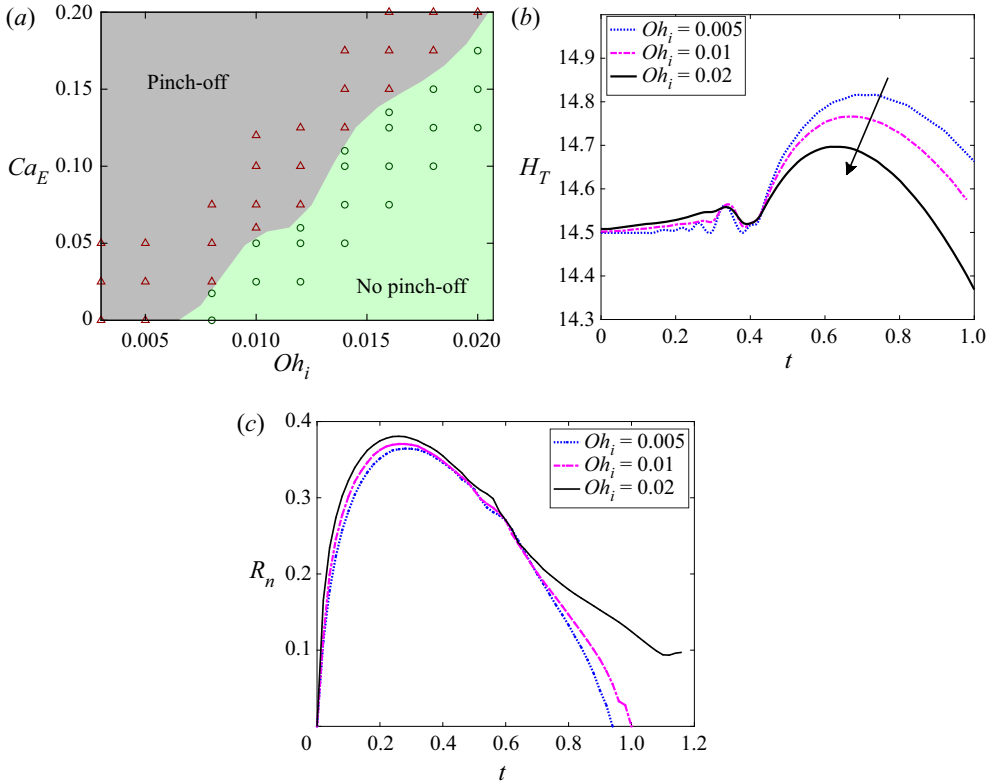 (a)
0.20
0.15
0.10
0.05
0
Ca_E
Pinch-off
No pinch-off
0.005 0.010 0.015 0.020
Oh_i
(b)
14.9
14.8
14.7
14.6
14.5
14.4
14.3
H_T
Oh_i = 0.005
Oh_i = 0.01
Oh_i = 0.02
0 0.2 0.4 0.6 0.8 1.0
t
(c)
0.4
0.3
0.2
0.1
R_n
Oh_i = 0.005
Oh_i = 0.01
Oh_i = 0.02
0 0.2 0.4 0.6 0.8 1.0 1.2
t